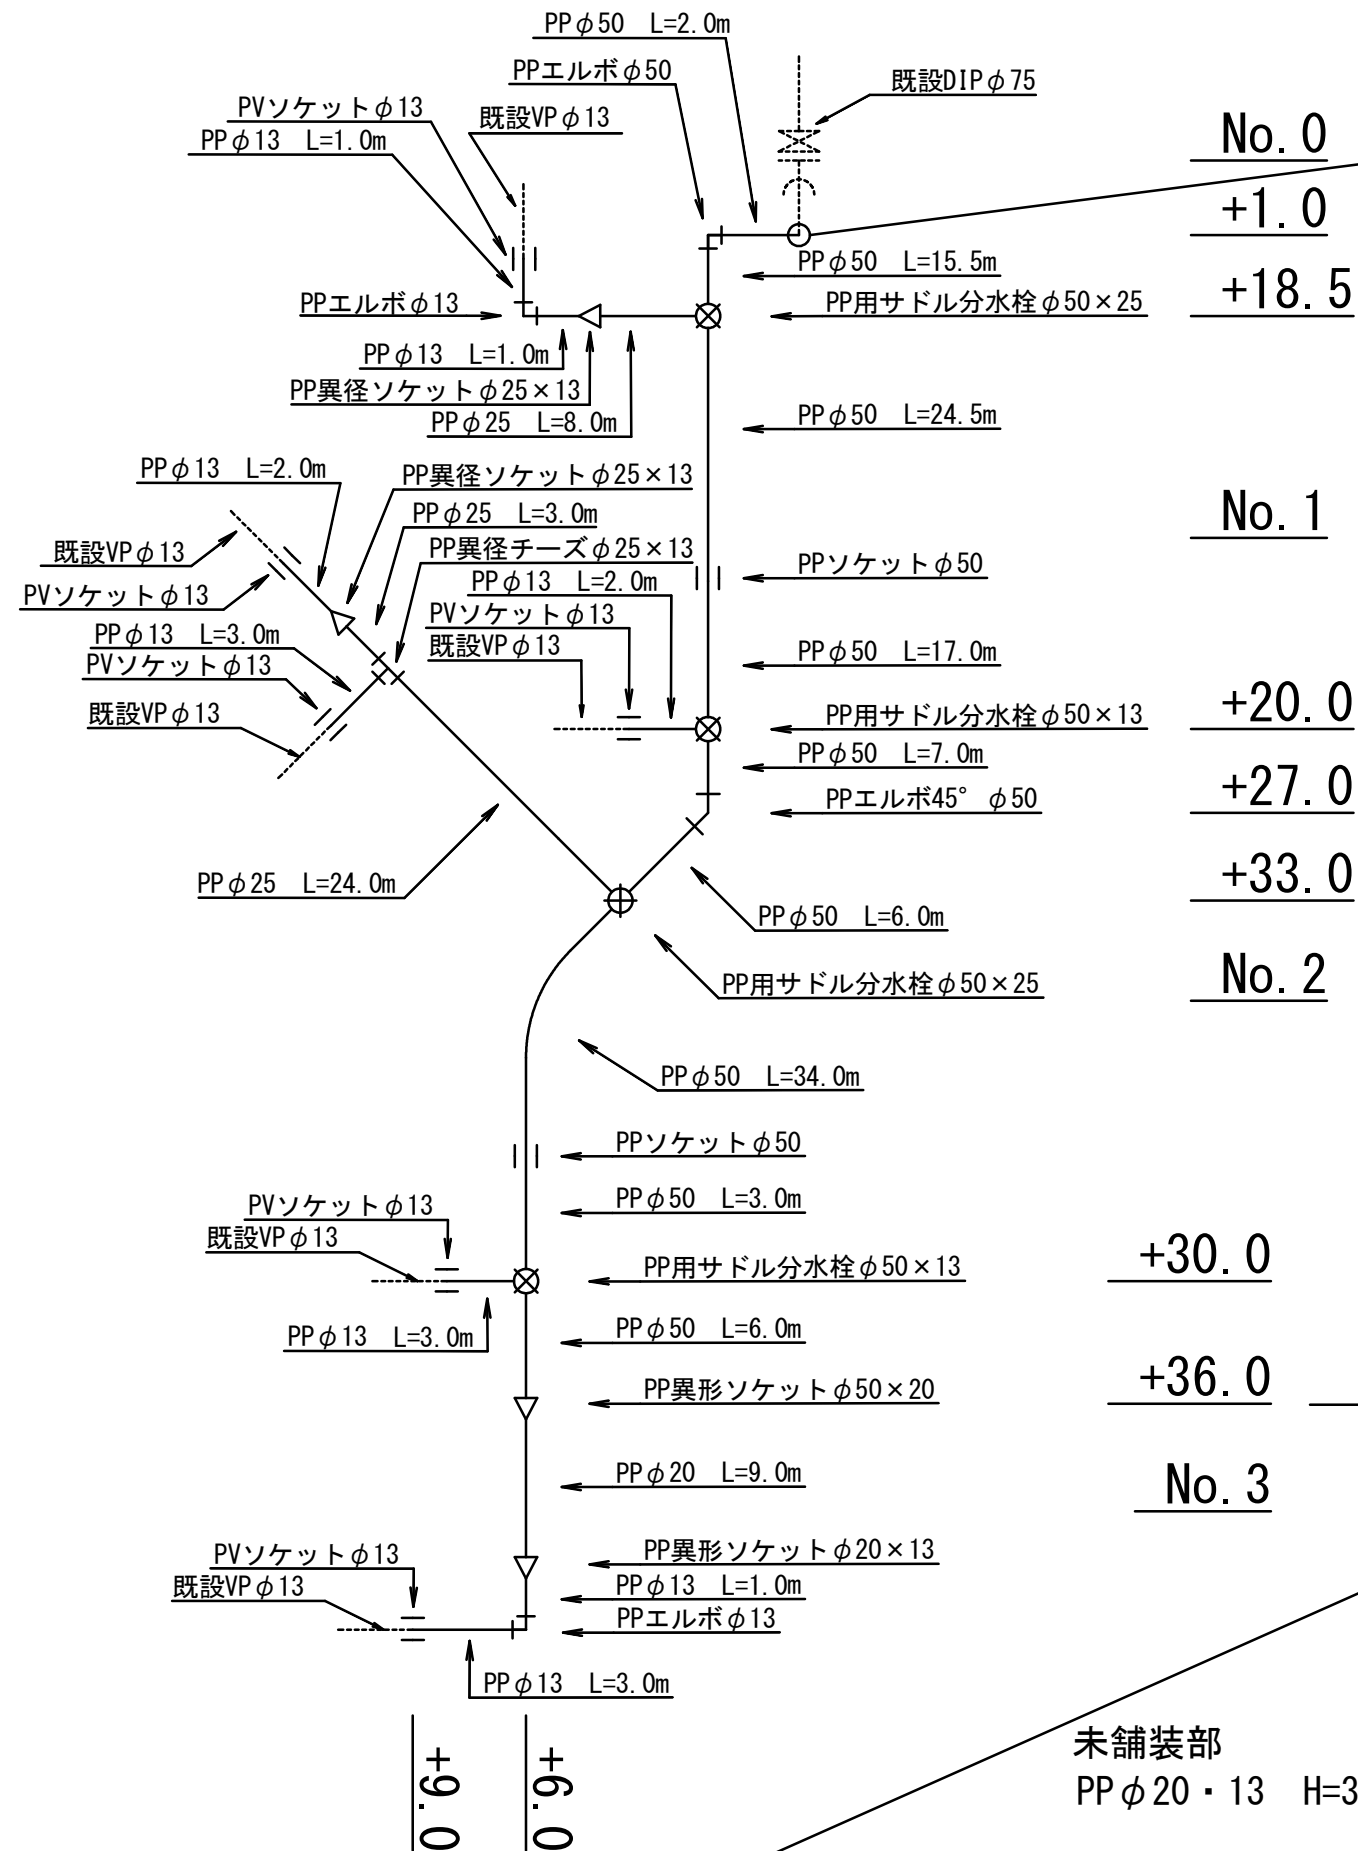 PPφ50　L=2.0m
PPエルボφ50
既設DIPφ75
PVソケットφ13
既設VPφ13
PPφ13　L=1.0m
No.0
+1.0
PPφ50　L=15.5m
PPエルボφ13
PP用サドル分水栓φ50×25
+18.5
PPφ13　L=1.0m
PP異径ソケットφ25×13
PPφ25　L=8.0m
PPφ50　L=24.5m
PPφ13　L=2.0m
PP異径ソケットφ25×13
PPφ25　L=3.0m
No.1
既設VPφ13
PP異径チーズφ25×13
PPソケットφ50
PVソケットφ13
PPφ13　L=2.0m
PVソケットφ13
PPφ13　L=3.0m
既設VPφ13
PVソケットφ13
PPφ50　L=17.0m
既設VPφ13
PP用サドル分水栓φ50×13
+20.0
PPφ50　L=7.0m
PPエルボ45°φ50
+27.0
PPφ25　L=24.0m
+33.0
PPφ50　L=6.0m
PP用サドル分水栓φ50×25
No.2
PPφ50　L=34.0m
PPソケットφ50
PVソケットφ13
PPφ50　L=3.0m
既設VPφ13
PP用サドル分水栓φ50×13
+30.0
PPφ13　L=3.0m
PPφ50　L=6.0m
PP異形ソケットφ50×20
+36.0
PPφ20　L=9.0m
No.3
PVソケットφ13
PP異形ソケットφ20×13
既設VPφ13
PPφ13　L=1.0m
PPエルボφ13
PPφ13　L=3.0m
+9.0
+6.0
未舗装部
PPφ20・13　H=3